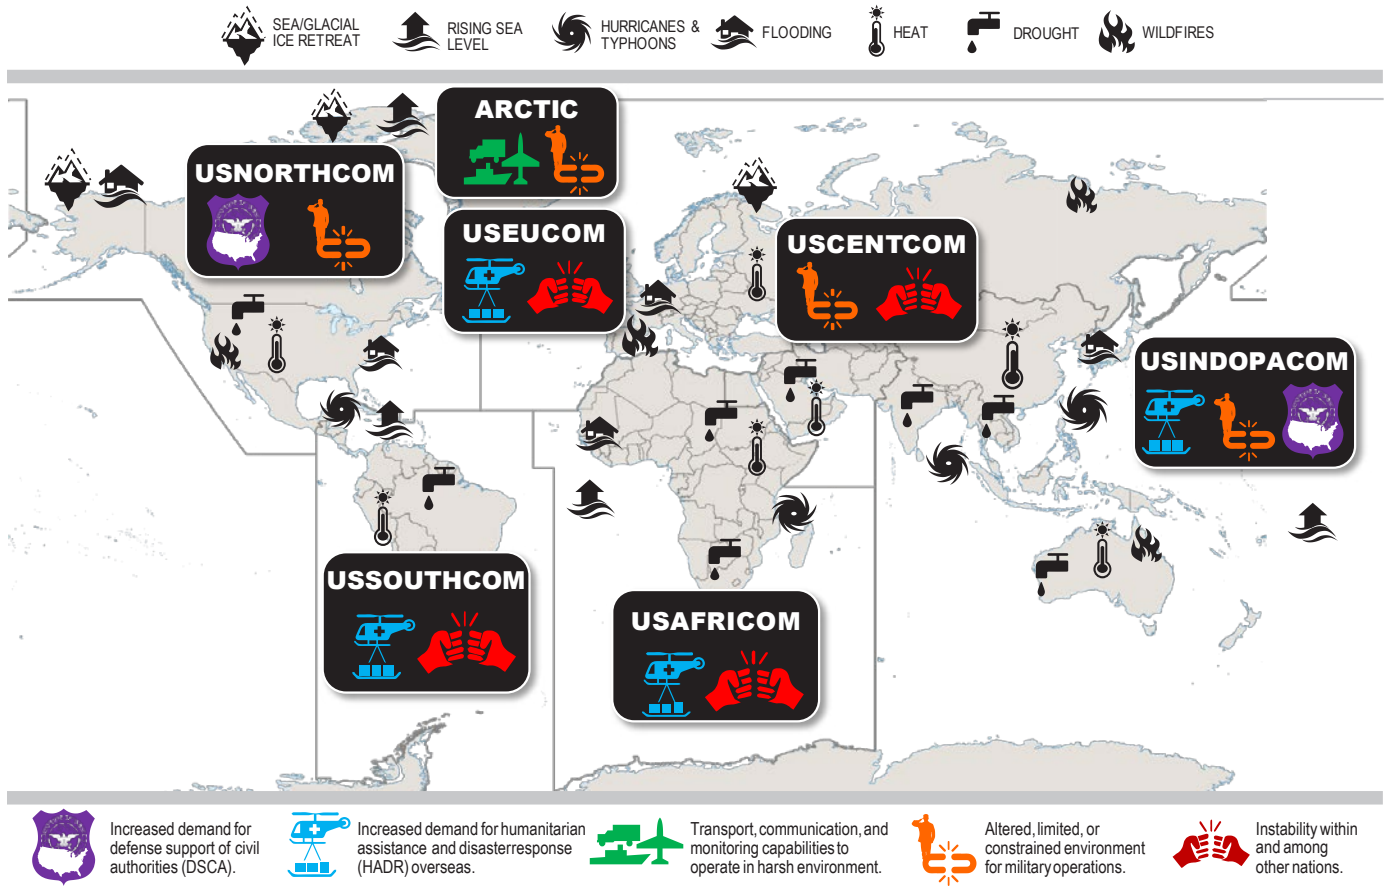 SEA/GLACIAL
ICE RETREAT
RISING SEA
LEVEL
HURRICANES &
TYPHOONS
FLOODING
HEAT
DROUGHT
WILDFIRES
ARCTIC
USNORTHCOM
USEUCOM
USCENTCOM
USINDOPACOM
USSOUTHCOM
USAFRICOM
Increased demand for
defense support of civil
authorities (DSCA).
Increased demand for humanitarian
assistance and disasterresponse
(HADR) overseas.
Transport, communication, and
monitoring capabilities to
operate in harsh environment.
Altered, limited, or
constrained environment
for military operations.
Instability within
and among
other nations.